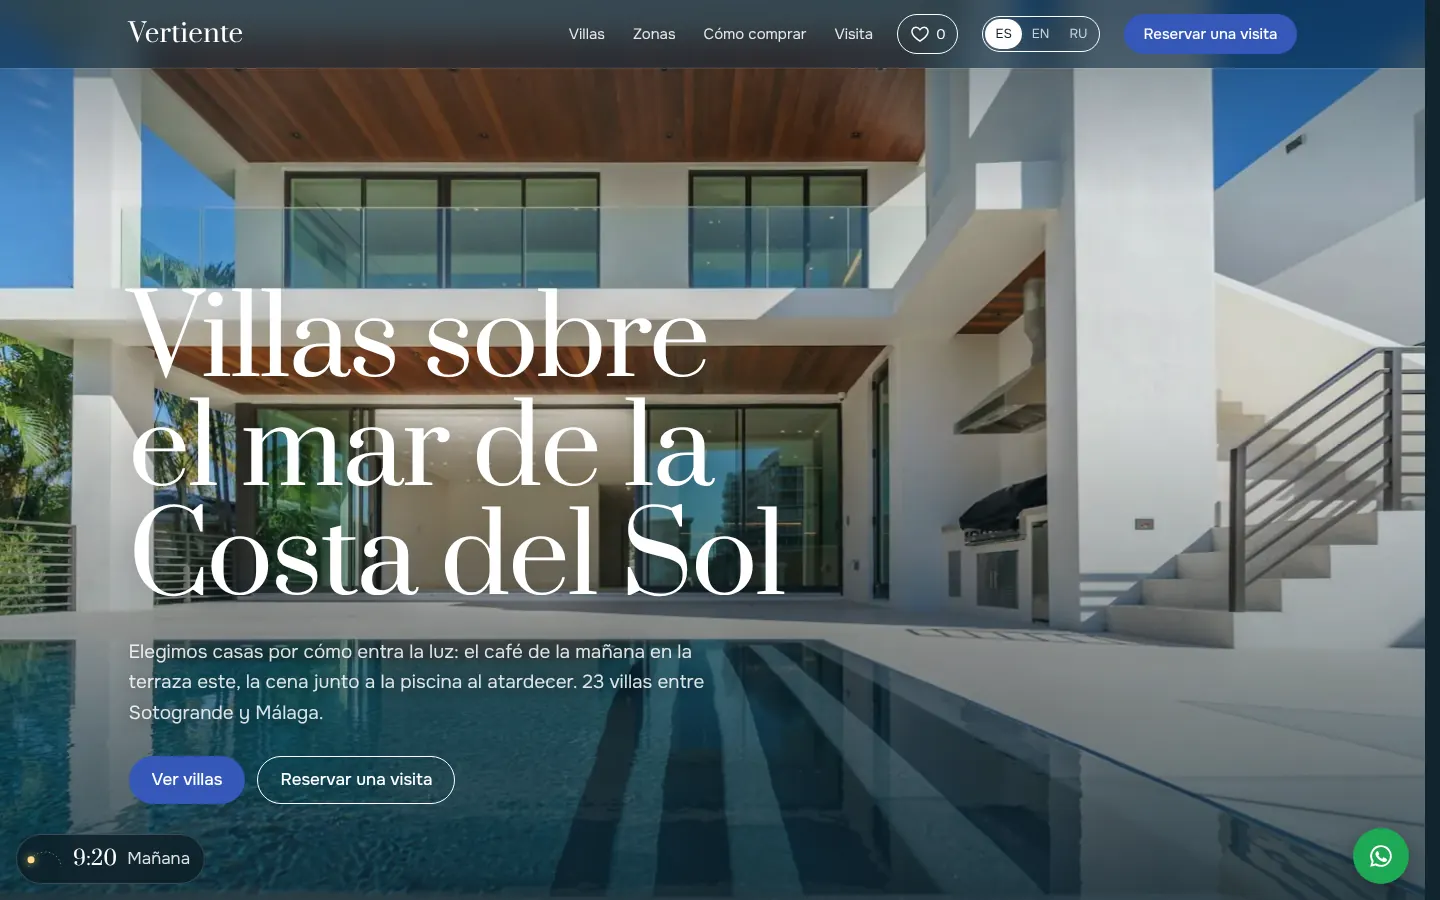 Vertiente
Villas
Zonas
Cómo comprar
Visita
0
ES
EN
RU
Reservar una visita
Villas sobre
el mar de la
Costa del Sol
Elegimos casas por cómo entra la luz: el café de la mañana en la
terraza este, la cena junto a la piscina al atardecer. 23 villas entre
Sotogrande y Málaga.
Ver villas
Reservar una visita
9:20 Mañana